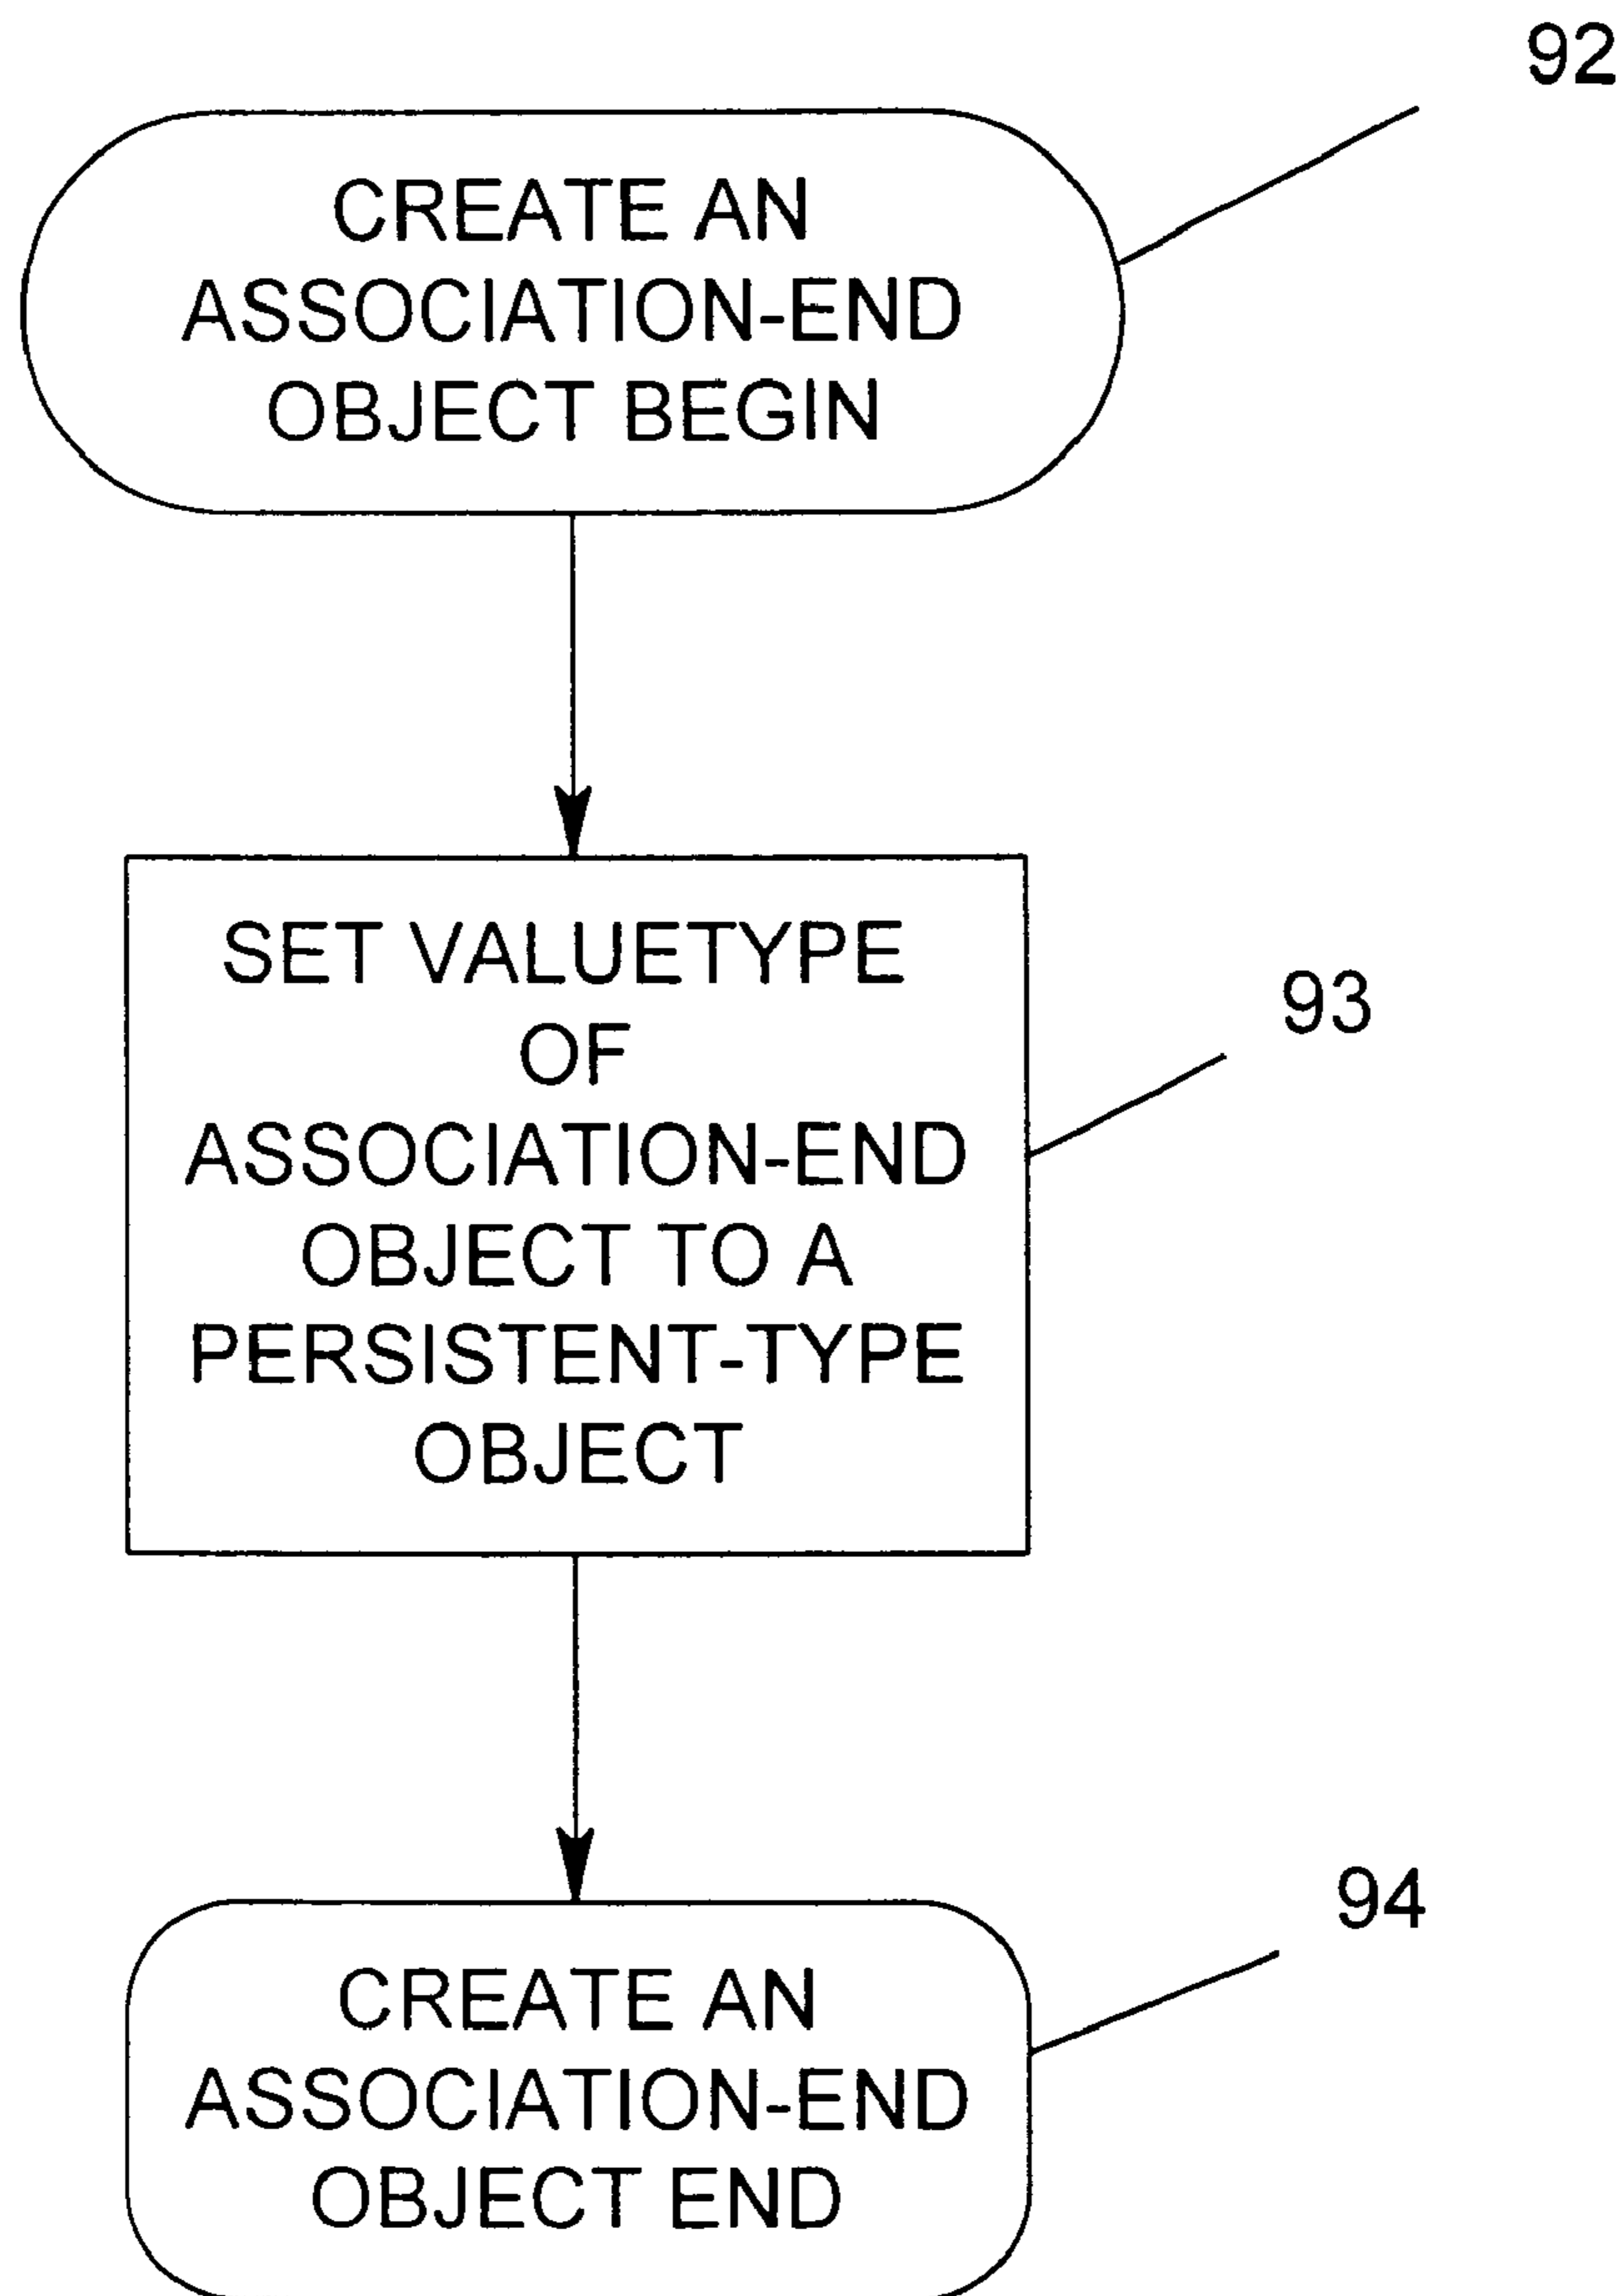 92
CREATE AN
ASSOCIATION-END
OBJECT BEGIN
SET VALUETYPE
OF
ASSOCIATION-END
OBJECT TO A
PERSISTENT-TYPE
OBJECT
93
CREATE AN
ASSOCIATION-END
OBJECT END
94